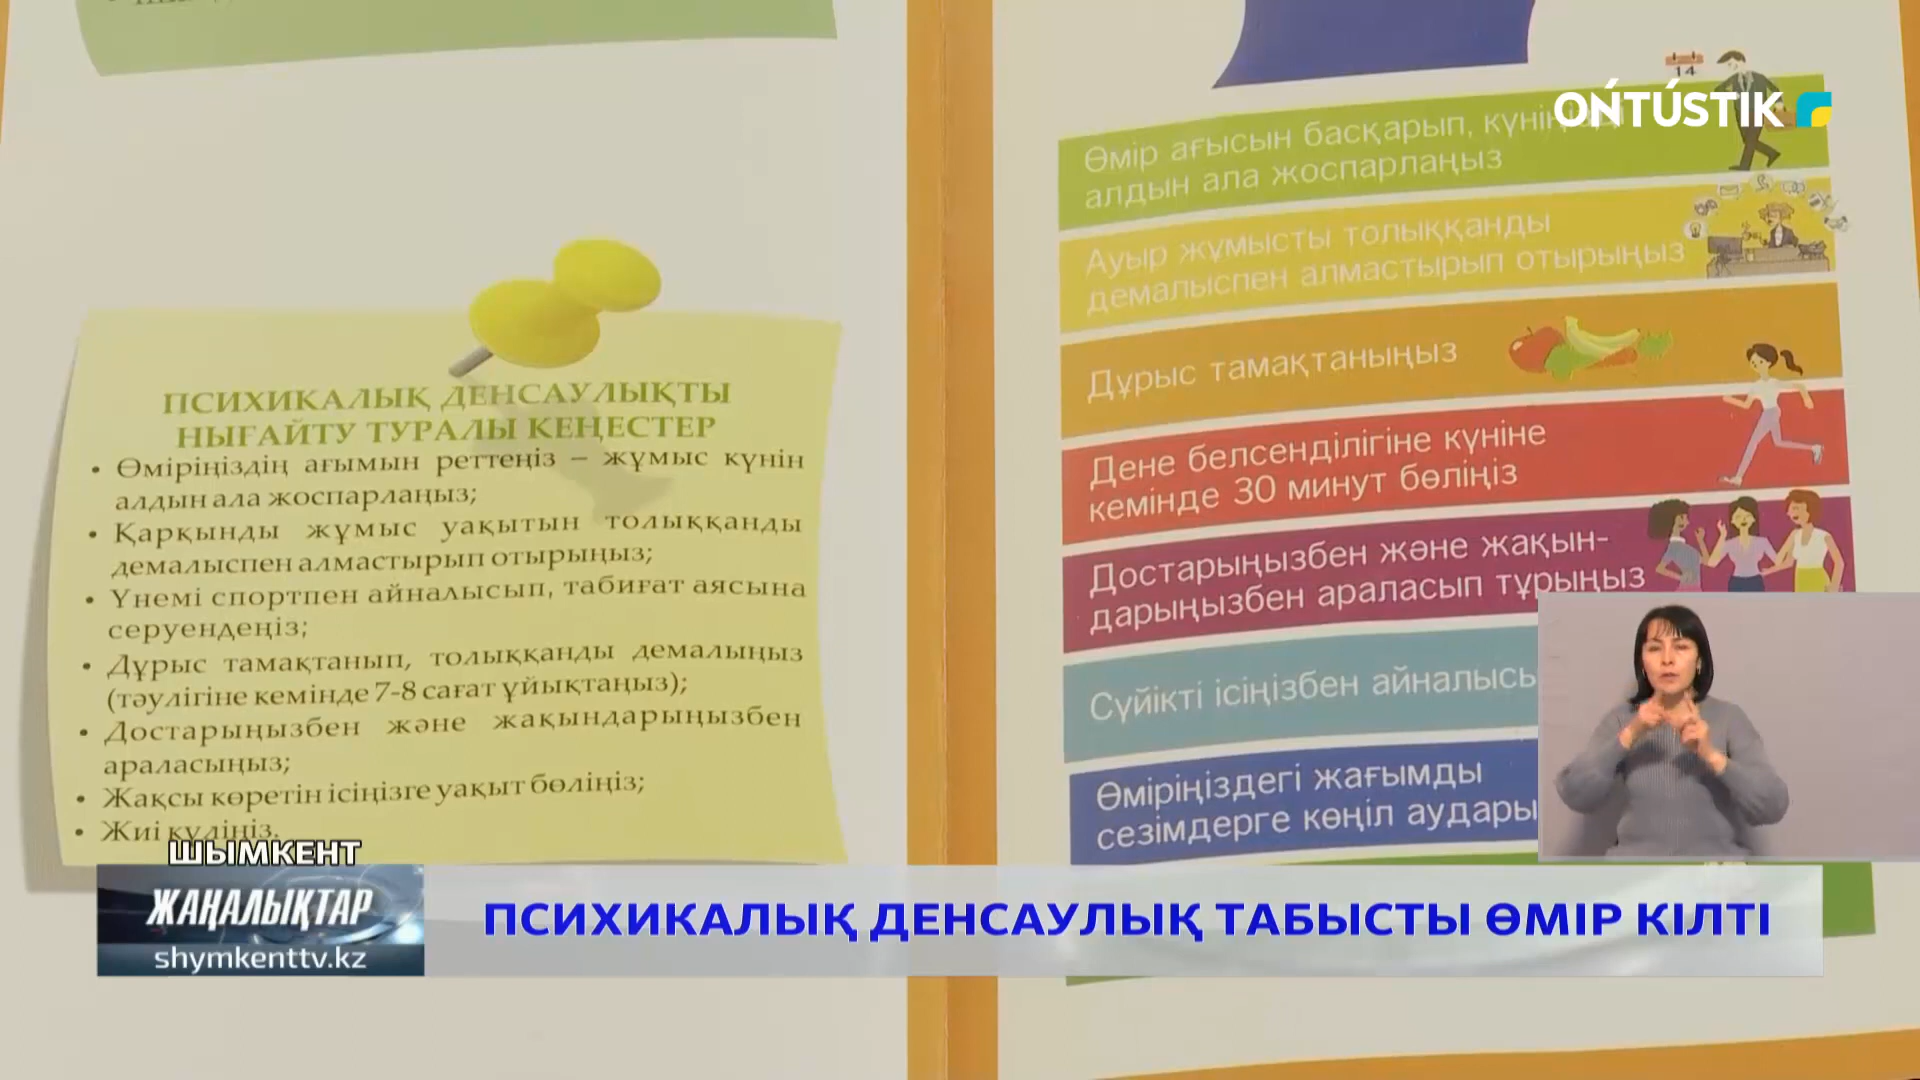 ПСИХИКАЛЫҚ ДЕНСАУЛЫҚТЫ
НЫҒАЙТУ ТУРАЛЫ КЕҢЕСТЕР
• Өміріңіздің ағымын реттеңіз – жұмыс күнін
алдын ала жоспарлаңыз;
• Қарқынды жұмыс уақытын толыққанды
демалыспен алмастырып отырыңыз;
• Үнемі спортпен айналысып, табиғат аясына
серуендеңіз;
• Дұрыс тамақтанып, толыққанды демалыңыз
(тәулігіне кемінде 7-8 сағат ұйықтаңыз);
• Достарыңызбен және жақындарыңызбен
араласыңыз;
• Жақсы көретін ісіңізге уақыт бөліңіз;
• Жиі күліңіз.
14
OŃTÚSTIK
Өмір ағысын басқарып,
алдын ала жоспарлаңыз
Ауыр жұмысты толыққанды
демалыспен алмастырып отырыңыз
Дұрыс тамақтаныңыз
Дене белсенділігіне күніне
кемінде 30 минут бөліңіз
Достарыңызбен және жақын-
дарыңызбен араласып тұрыңыз
Сүйікті ісіңізбен
Өміріңіздегі жағымды
сезімдерге көңіл
ШЫМКЕНТ
ЖАҢАЛЫҚТАР
shymkenttv.kz
ПСИХИКАЛЫҚ ДЕНСАУЛЫҚ ТАБЫСТЫ ӨМІР КІЛТІ